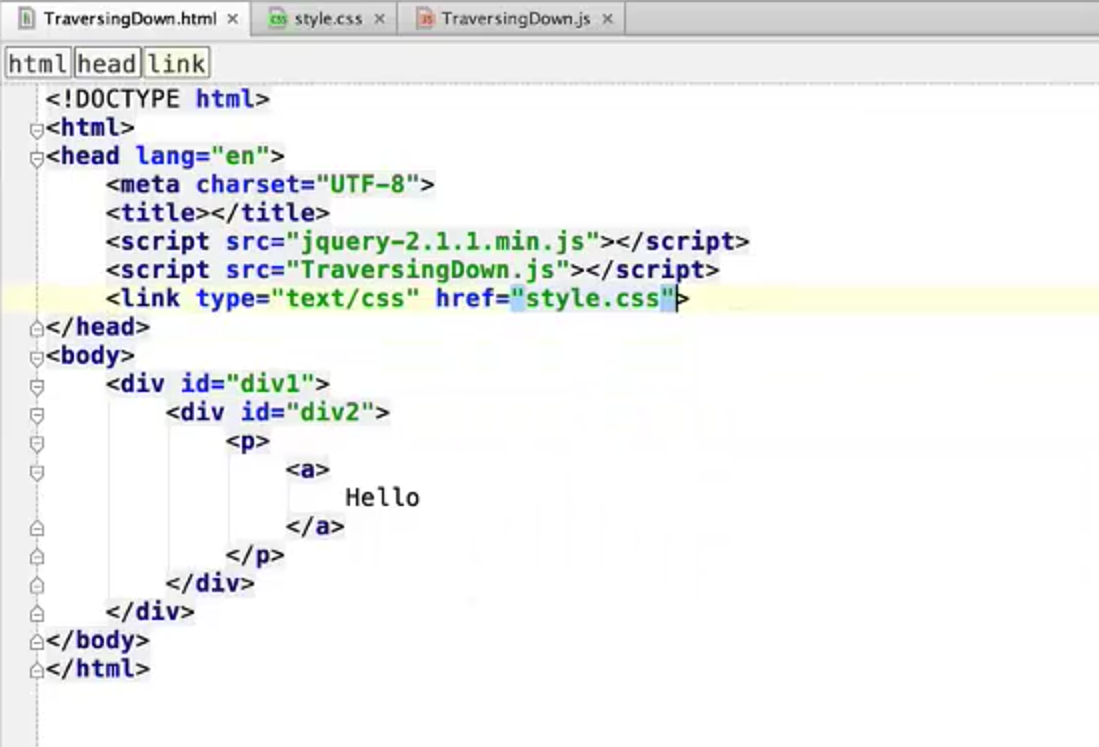 TraversingDown.html × style.css × TraversingDown.js ×
html head link
<!DOCTYPE html>
<html>
<head lang="en">
    <meta charset="UTF-8">
    <title></title>
    <script src="jquery-2.1.1.min.js"></script>
    <script src="TraversingDown.js"></script>
    <link type="text/css" href="style.css">
</head>
<body>
    <div id="div1">
        <div id="div2">
            <p>
                <a>
                    Hello
                </a>
            </p>
        </div>
    </div>
</body>
</html>